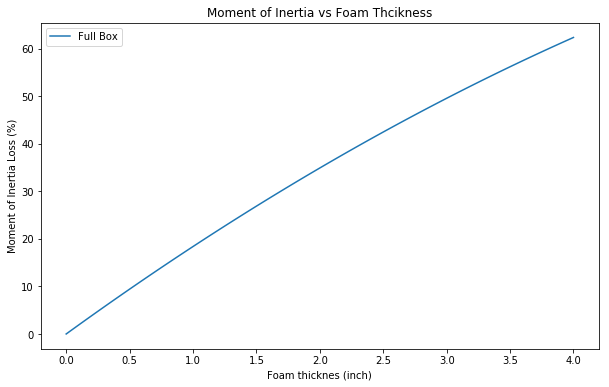 Moment of Inertia vs Foam Thcikness
Full Box
Moment of Inertia Loss (%)
60
50
40
30
20
10
0
0.0 0.5 1.0 1.5 2.0 2.5 3.0 3.5 4.0
Foam thicknes (inch)